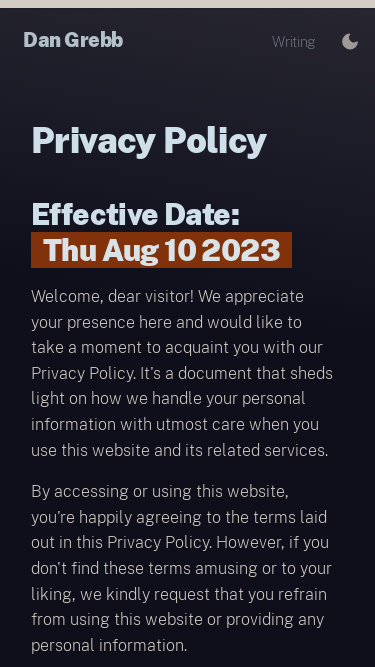 Dan Grebb
Writing
Privacy Policy
Effective Date:
Thu Aug 10 2023
Welcome, dear visitor! We appreciate
your presence here and would like to
take a moment to acquaint you with our
Privacy Policy. It's a document that sheds
light on how we handle your personal
information with utmost care when you
use this website and its related services.
By accessing or using this website,
you're happily agreeing to the terms laid
out in this Privacy Policy. However, if you
don't find these terms amusing or to your
liking, we kindly request that you refrain
from using this website or providing any
personal information.